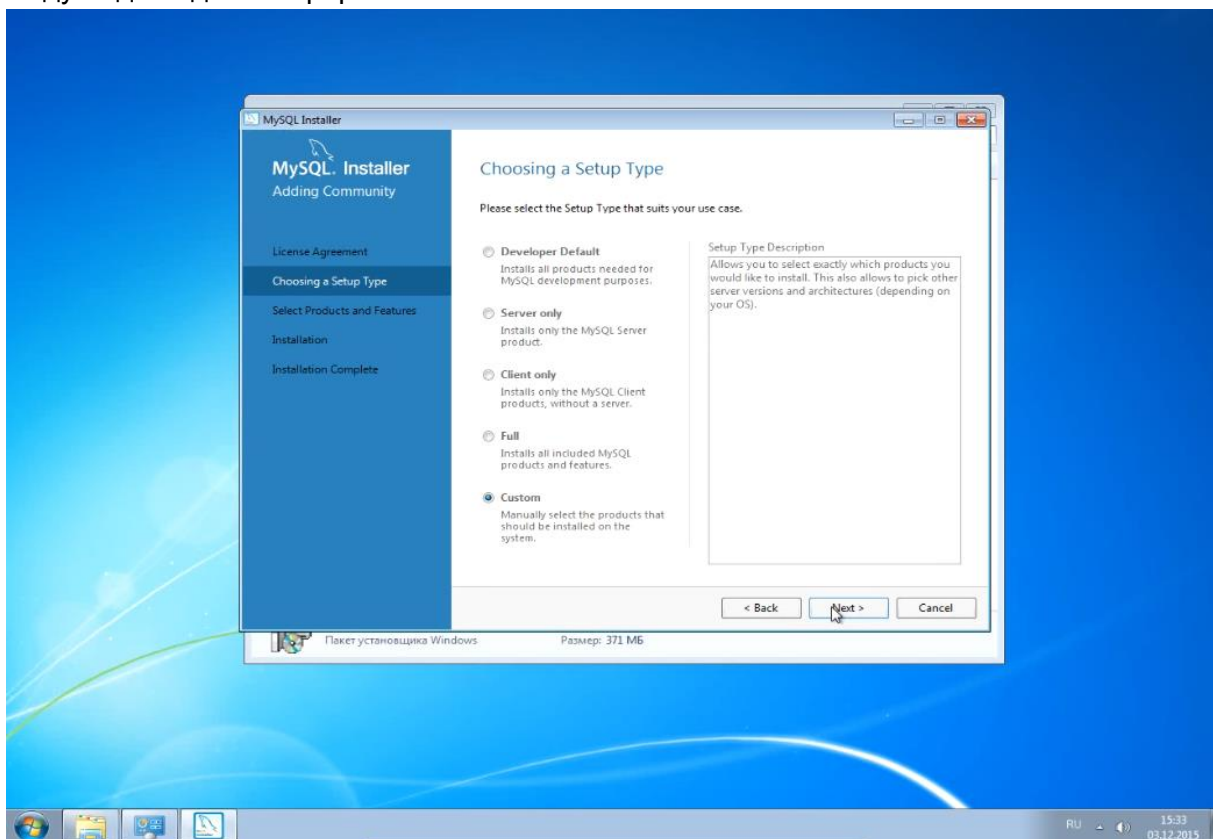 MySQL Installer
MySQL. Installer
Adding Community
License Agreement
Choosing a Setup Type
Select Products and Features
Installation
Installation Complete
Choosing a Setup Type
Please select the Setup Type that suits your use case.
Developer Default
Installs all products needed for
MySQL development purposes.
Server only
Installs only the MySQL Server
product.
Client only
Installs only the MySQL Client
products, without a server.
Full
Installs all included MySQL
products and features.
Custom
Manually select the products that
should be installed on the
system.
Setup Type Description
Allows you to select exactly which products you
would like to install. This also allows to pick other
server versions and architectures (depending on
your OS).
< Back
Next >
Cancel
Пакет установщика Windows
Размер: 371 МБ
RU
15:33
03.12.2015